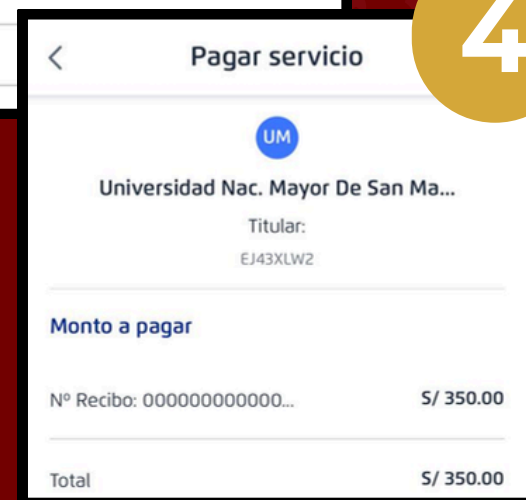 4
Pagar servicio
UM
Universidad Nac. Mayor De San Ma...
Titular:
EJ43XLW2
Monto a pagar
Nº Recibo: 000000000000... S/ 350.00
Total S/ 350.00